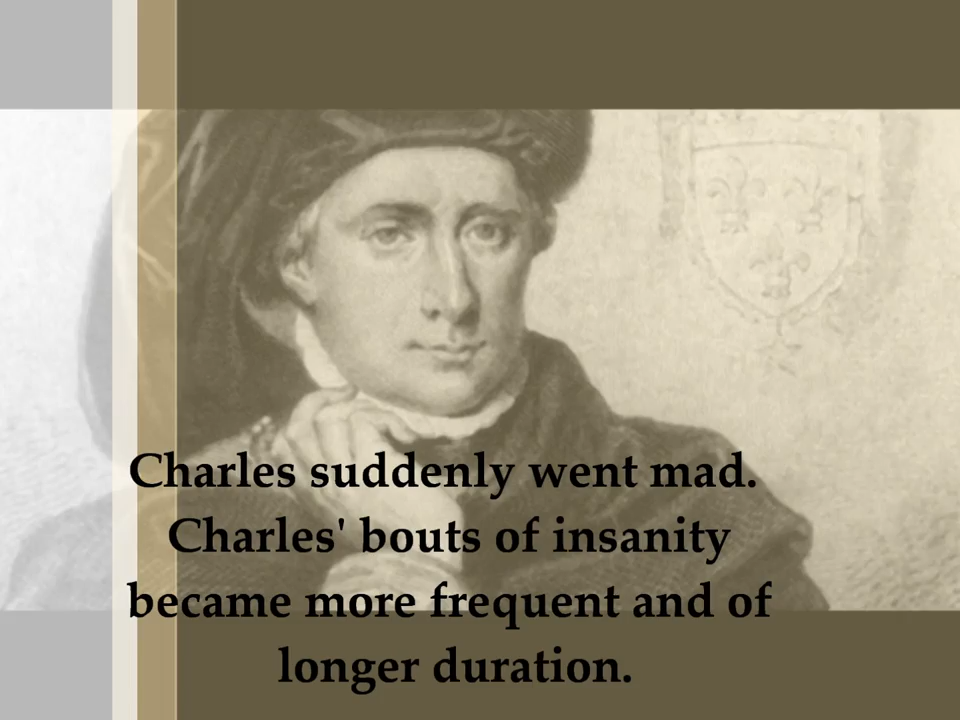 Charles suddenly went mad.
Charles' bouts of insanity
became more frequent and of
longer duration.